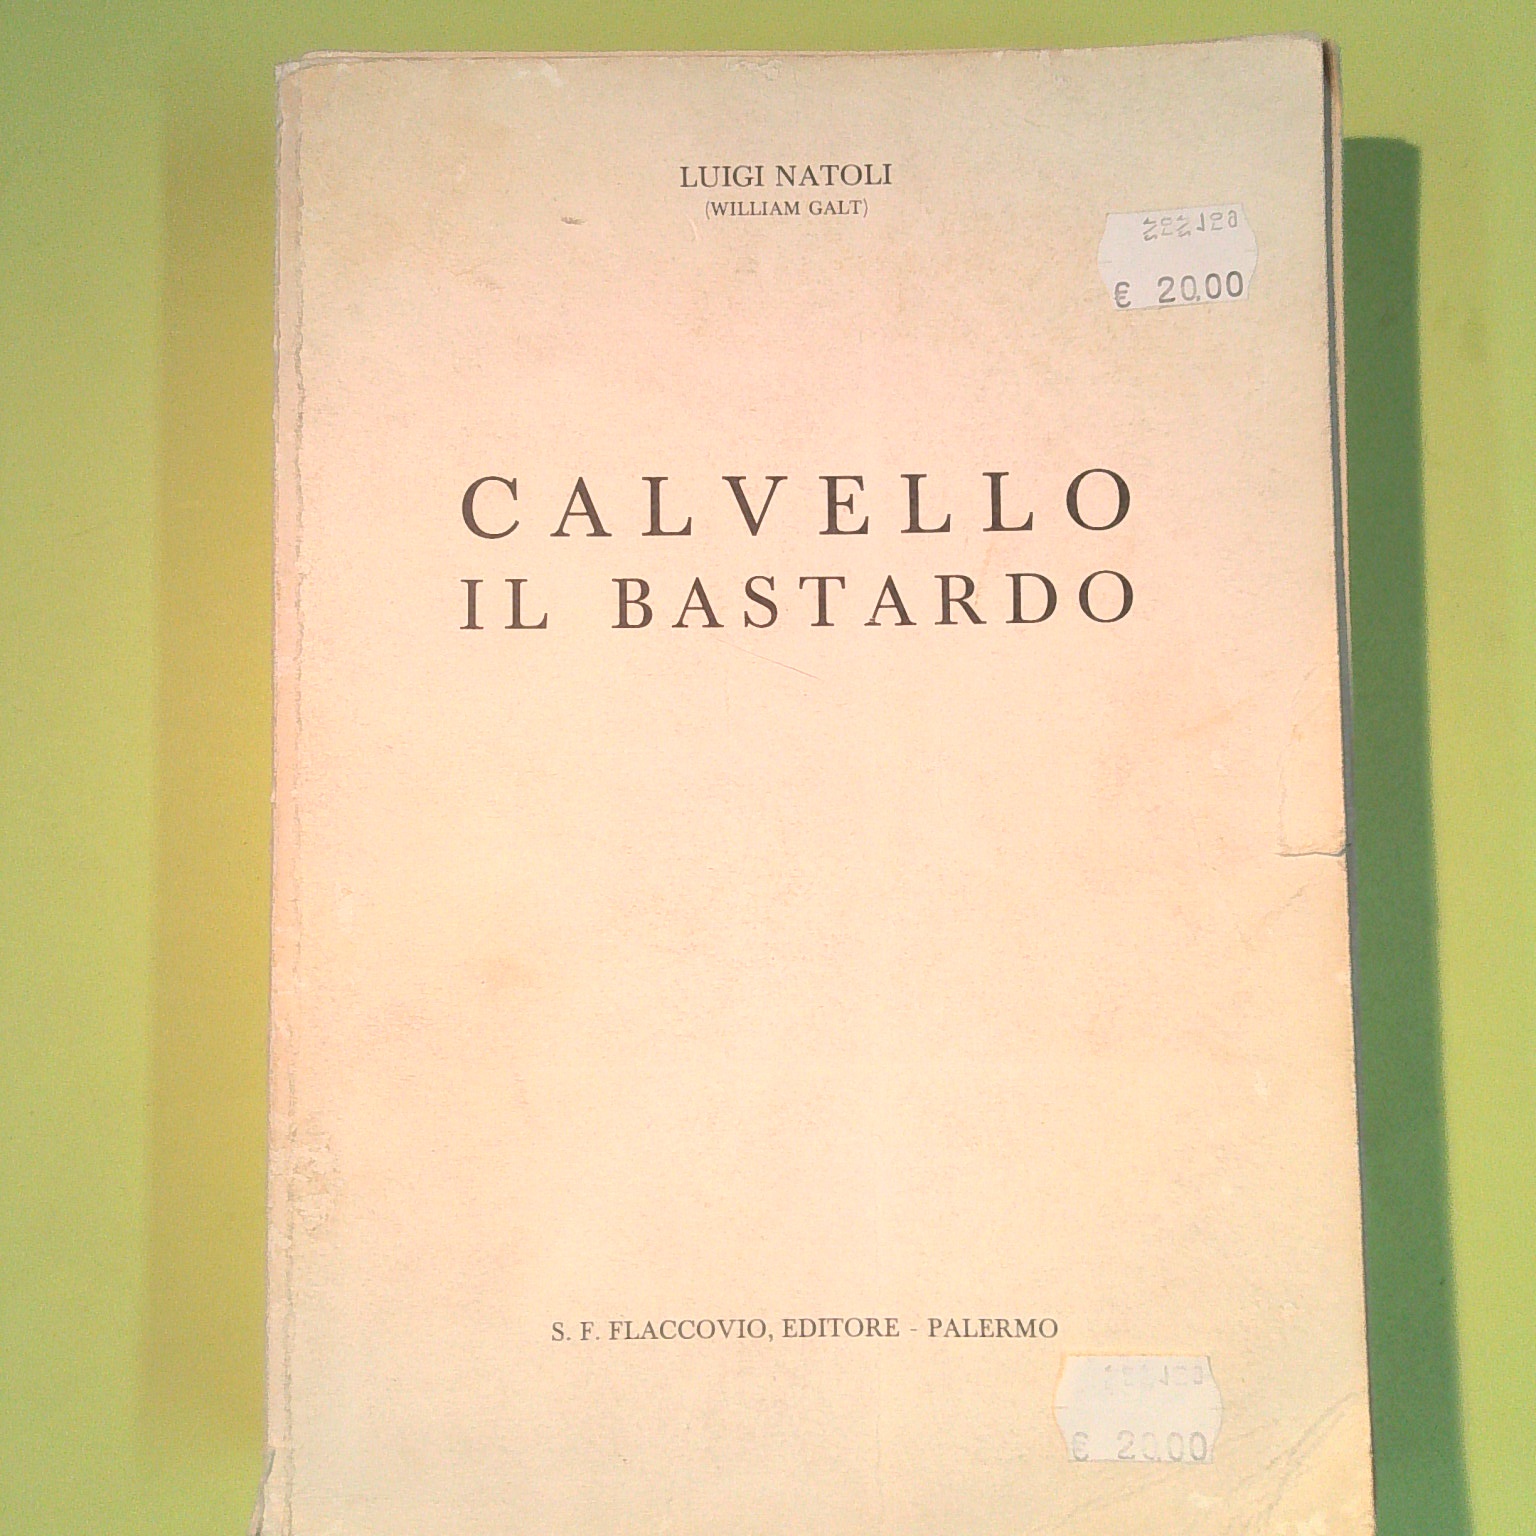 LUIGI NATOLI
(WILLIAM GALT)
€ 20,00
CALVELLO
IL BASTARDO
S. F. FLACCOVIO, EDITORE - PALERMO
€ 20.00